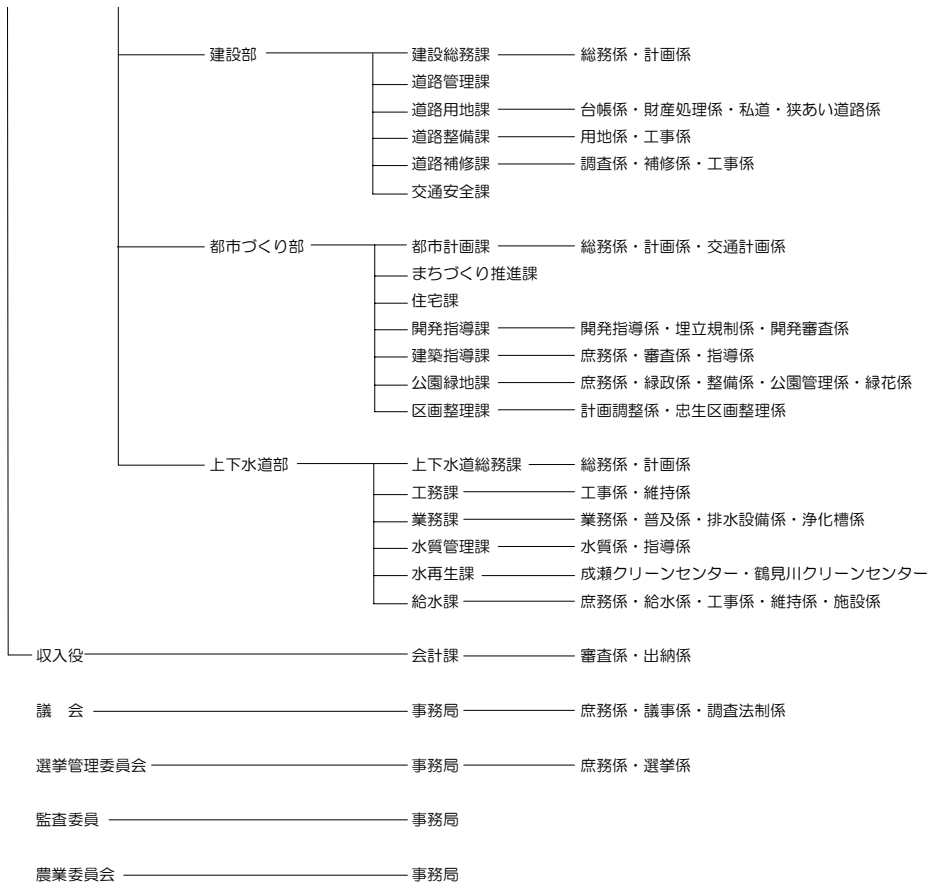 建設部 建設総務課 総務係・計画係
道路管理課
道路用地課 台帳係・財産処理係・私道・狭あい道路係
道路整備課 用地係・工事係
道路補修課 調査係・補修係・工事係
交通安全課
都市づくり部 都市計画課 総務係・計画係・交通計画係
まちづくり推進課
住宅課
開発指導課 開発指導係・埋立規制係・開発審査係
建築指導課 庶務係・審査係・指導係
公園緑地課 庶務係・緑政係・整備係・公園管理係・緑花係
区画整理課 計画調整係・忠生区画整理係
上下水道部 上下水道総務課 総務係・計画係
工務課 工事係・維持係
業務課 業務係・普及係・排水設備係・浄化槽係
水質管理課 水質係・指導係
水再生課 成瀬クリーンセンター・鶴見川クリーンセンター
給水課 庶務係・給水係・工事係・維持係・施設係
収入役 会計課 審査係・出納係
議　会 事務局 庶務係・議事係・調査法制係
選挙管理委員会 事務局 庶務係・選挙係
監査委員 事務局
農業委員会 事務局